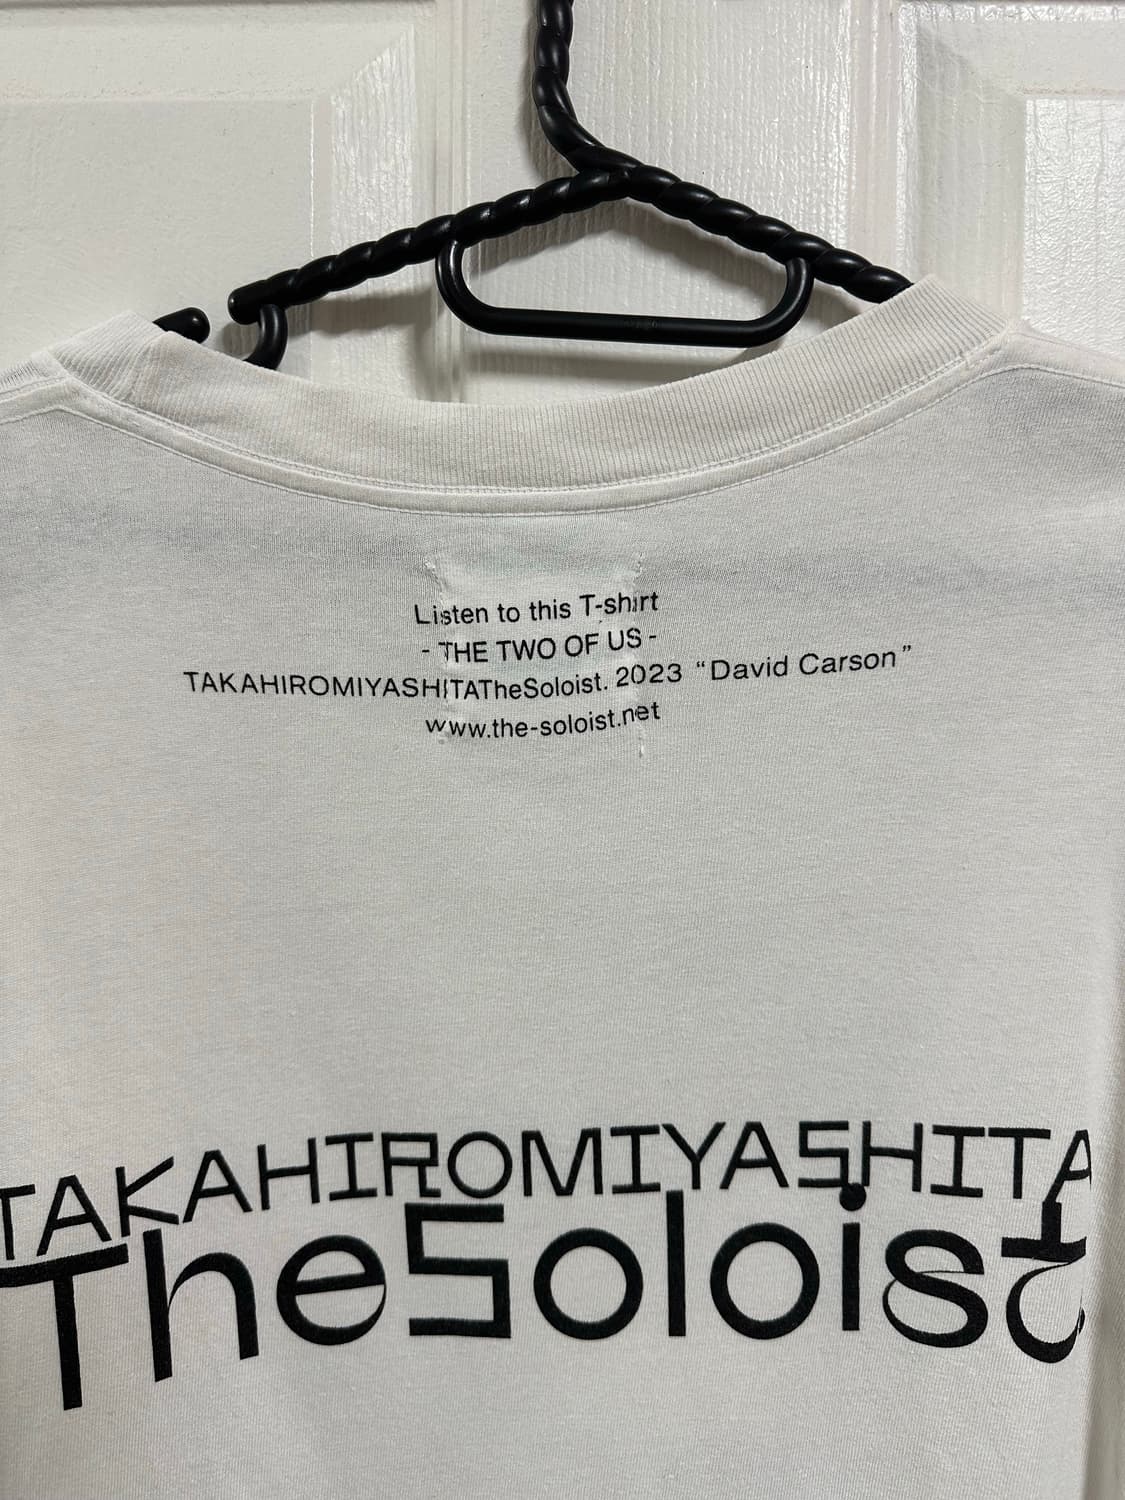 Listen to this T-shirt
- THE TWO OF US -
TAKAHIROMIYASHITATheSoloist. 2023 “David Carson”
www.the-soloist.net
TAKAHIROMIYASHITA
TheSoloist